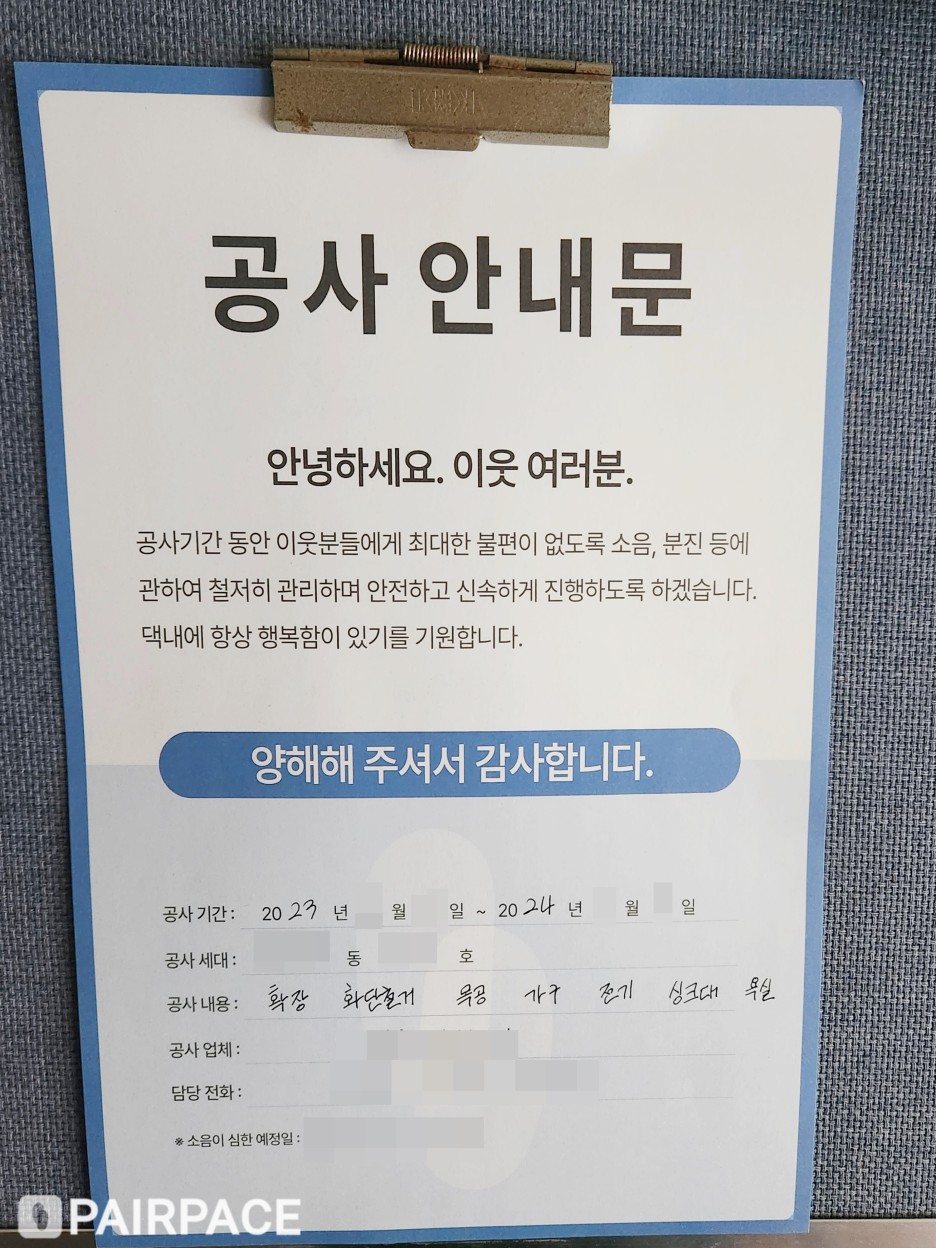 공사 안내문
안녕하세요. 이웃 여러분.
공사기간 동안 이웃분들에게 최대한 불편이 없도록 소음, 분진 등에
관하여 철저히 관리하며 안전하고 신속하게 진행하도록 하겠습니다.
댁내에 항상 행복함이 있기를 기원합니다.
양해해 주셔서 감사합니다.
공사 기간 : 2023 년 월 일 ~ 2024 년 월 일
공사 세대 : 동 호
공사 내용 : 확장 화단철거 목공 가구 전기 싱크대 욕실
공사 업체 :
담당 전화 :
※ 소음이 심한 예정일 :
PAIRPACE